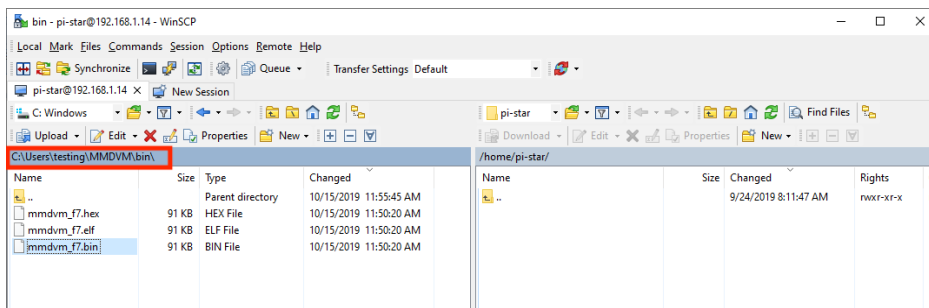 bin - pi-star@192.168.1.14 - WinSCP
Local Mark Files Commands Session Options Remote Help
Synchronize Queue Transfer Settings Default
pi-star@192.168.1.14 New Session
C: Windows pi-star Find Files
Upload Edit Properties New Download Edit Properties New
C:\Users\testing\MMDVM\bin\ /home/pi-star/
Name Size Type Changed Name Size Changed Rights
.. Parent directory 10/15/2019 11:55:45 AM .. 9/24/2019 8:11:47 AM rwxr-xr-x
mmdvm_f7.hex 91 KB HEX File 10/15/2019 11:50:20 AM
mmdvm_f7.elf 91 KB ELF File 10/15/2019 11:50:20 AM
mmdvm_f7.bin 91 KB BIN File 10/15/2019 11:50:20 AM